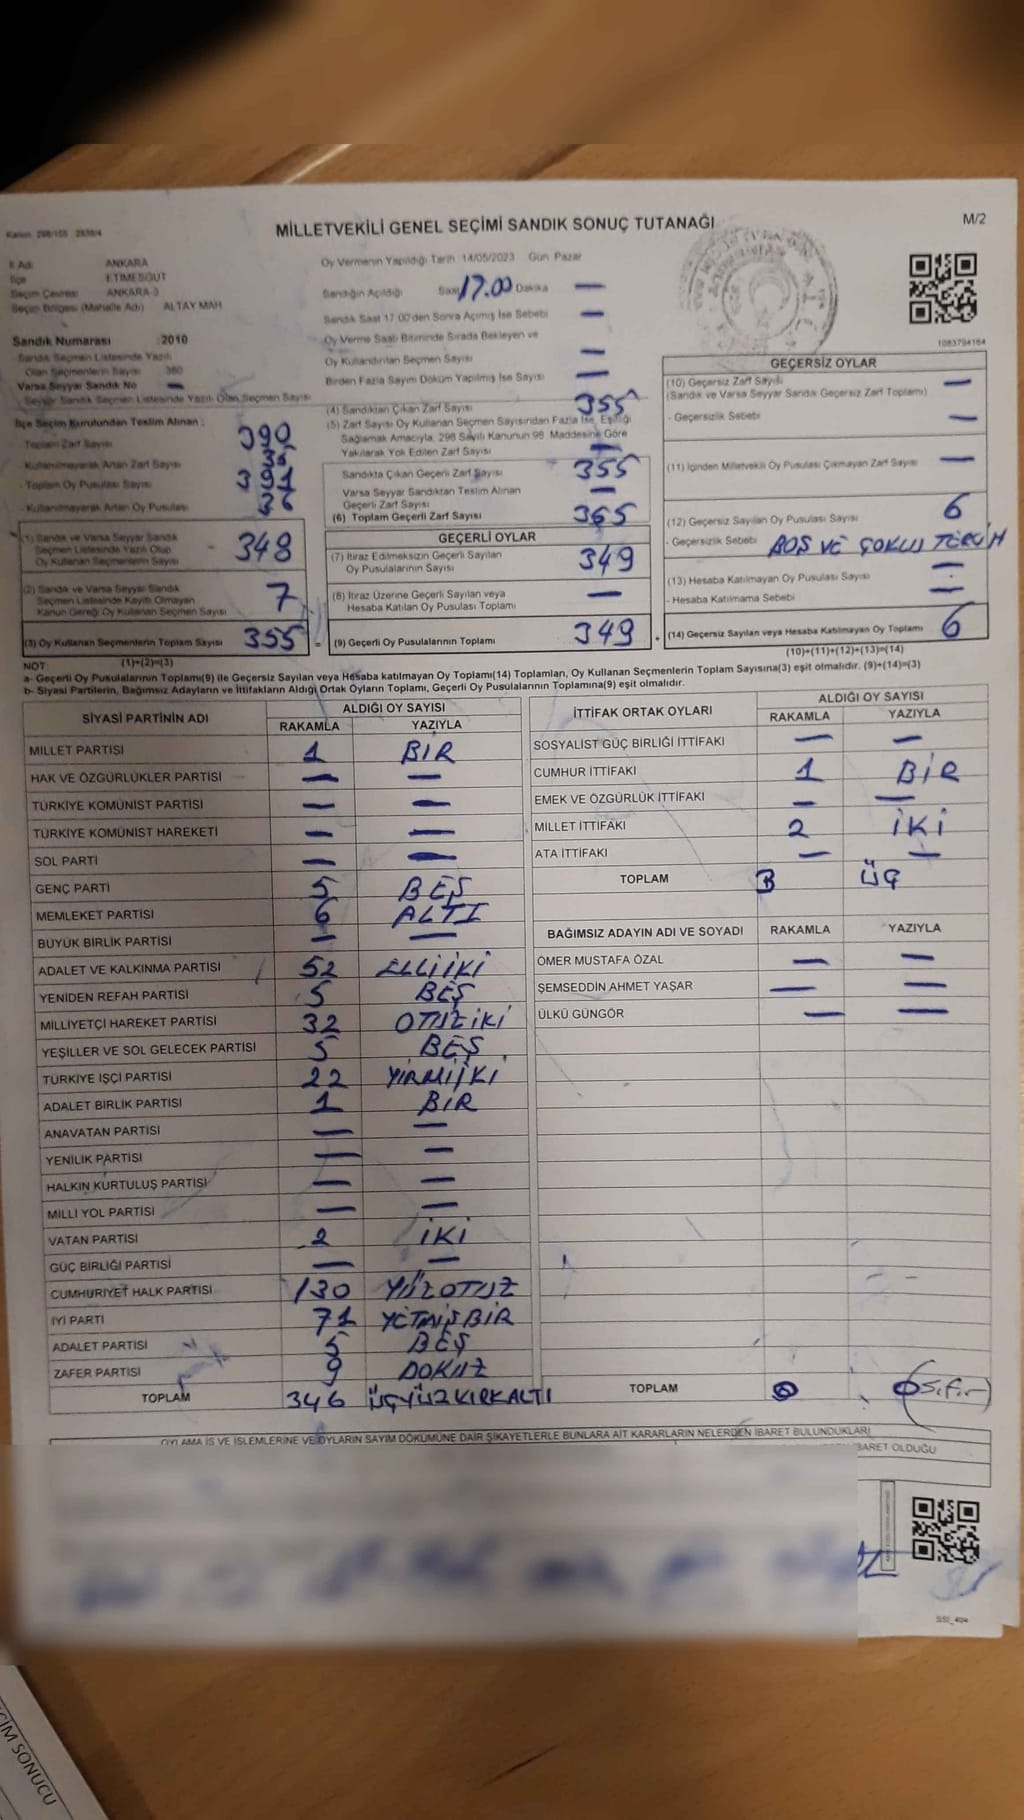 MİLLETVEKİLİ GENEL SEÇİMİ SANDIK SONUÇ TUTANAĞI
M/2
İl Adı ANKARA
İlçe ETİMESGUT
Seçim Çevresi ANKARA-3
Seçim Bölgesi (Mahalle Adı) ALTAY MAH
Sandık Numarası :2010
Sandık Seçmen Listesinde Yazılı
Olan Seçmenlerin Sayısı 380
Varsa Seyyar Sandık No —
Seyyar Sandık Seçmen Listesinde Yazılı Olan Seçmen Sayısı
İlçe Seçim Kurulundan Teslim Alınan :
Toplam Zarf Sayısı 390
- Kullanılmayarak Artan Zarf Sayısı
- Toplam Oy Pusulası Sayısı
- Kullanılmayarak Artan Oy Pusulası
(1) Sandık ve Varsa Seyyar Sandık
Seçmen Listesinde Yazılı Olup
Oy Kullanan Seçmenlerin Sayısı - 348
(2) Sandık ve Varsa Seyyar Sandık
Seçmen Listesinde Kayıtlı Olmayan
Kanun Gereği Oy Kullanan Seçmen Sayısı 7
(3) Oy Kullanan Seçmenlerin Toplam Sayısı 355
(1)+(2)=(3)
Oy Vermenin Yapıldığı Tarih 14/05/2023 Gün Pazar
Sandığın Açıldığı Saat 17.00 Dakika —
Sandık Saat 17.00'den Sonra Açılmış İse Sebebi —
Oy Verme Saati Bitiminde Sırada Bekleyen ve
Oy Kullandırılan Seçmen Sayısı —
Birden Fazla Sayım Döküm Yapılmış İse Sayısı —
(4) Sandıktan Çıkan Zarf Sayısı 355
(5) Zarf Sayısı Oy Kullanan Seçmen Sayısından Fazla İse, Eşitliği
Sağlamak Amacıyla, 298 Sayılı Kanunun 98. Maddesine Göre
Yakılarak Yok Edilen Zarf Sayısı —
Sandıkta Çıkan Geçerli Zarf Sayısı 355
Varsa Seyyar Sandıktan Teslim Alınan
Geçerli Zarf Sayısı —
(6) Toplam Geçerli Zarf Sayısı 365
GEÇERLİ OYLAR
(7) İtiraz Edilmeksizin Geçerli Sayılan
Oy Pusulalarının Sayısı 349
(8) İtiraz Üzerine Geçerli Sayılan veya
Hesaba Katılan Oy Pusulası Toplamı —
= (9) Geçerli Oy Pusulalarının Toplamı 349
1083794164
GEÇERSİZ OYLAR
(10) Geçersiz Zarf Sayısı —
(Sandık ve Varsa Seyyar Sandık Geçersiz Zarf Toplamı)
- Geçersizlik Sebebi —
(11) İçinden Milletvekili Oy Pusulası Çıkmayan Zarf Sayısı —
(12) Geçersiz Sayılan Oy Pusulası Sayısı 6
- Geçersizlik Sebebi BOŞ VE ÇOKLU TERCİH
(13) Hesaba Katılmayan Oy Pusulası Sayısı —
- Hesaba Katılmama Sebebi —
+ (14) Geçersiz Sayılan veya Hesaba Katılmayan Oy Toplamı 6
(10)+(11)+(12)+(13)=(14)
NOT:
a- Geçerli Oy Pusulalarının Toplamı(9) ile Geçersiz Sayılan veya Hesaba katılmayan Oy Toplamı(14) Toplamları, Oy Kullanan Seçmenlerin Toplam Sayısına(3) eşit olmalıdır. (9)+(14)=(3)
b- Siyasi Partilerin, Bağımsız Adayların ve İttifakların Aldığı Ortak Oyların Toplamı, Geçerli Oy Pusulalarının Toplamına(9) eşit olmalıdır.
SİYASİ PARTİNİN ADI ALDIĞI OY SAYISI
RAKAMLA YAZIYLA
MİLLET PARTİSİ 1 BİR
HAK VE ÖZGÜRLÜKLER PARTİSİ — —
TÜRKİYE KOMÜNİST PARTİSİ — —
TÜRKİYE KOMÜNİST HAREKETİ — —
SOL PARTİ — —
GENÇ PARTİ 5 BEŞ
MEMLEKET PARTİSİ 6 ALTI
BÜYÜK BİRLİK PARTİSİ — —
ADALET VE KALKINMA PARTİSİ 52 ELLİİKİ
YENİDEN REFAH PARTİSİ 5 BEŞ
MİLLİYETÇİ HAREKET PARTİSİ 32 OTUZİKİ
YEŞİLLER VE SOL GELECEK PARTİSİ 5 BEŞ
TÜRKİYE İŞÇİ PARTİSİ 22 YİRMİİKİ
ADALET BİRLİK PARTİSİ 1 BİR
ANAVATAN PARTİSİ — —
YENİLİK PARTİSİ — —
HALKIN KURTULUŞ PARTİSİ — —
MİLLİ YOL PARTİSİ — —
VATAN PARTİSİ 2 İKİ
GÜÇ BİRLİĞİ PARTİSİ — —
CUMHURİYET HALK PARTİSİ 130 YÜZOTUZ
İYİ PARTİ 71 YETMİŞBİR
ADALET PARTİSİ 5 BEŞ
ZAFER PARTİSİ 9 DOKUZ
TOPLAM 346 ÜÇYÜZKIRKALTI
İTTİFAK ORTAK OYLARI ALDIĞI OY SAYISI
RAKAMLA YAZIYLA
SOSYALİST GÜÇ BİRLİĞİ İTTİFAKI — —
CUMHUR İTTİFAKI 1 BİR
EMEK VE ÖZGÜRLÜK İTTİFAKI — —
MİLLET İTTİFAKI 2 İKİ
ATA İTTİFAKI — —
TOPLAM 3 ÜÇ
BAĞIMSIZ ADAYIN ADI VE SOYADI RAKAMLA YAZIYLA
ÖMER MUSTAFA ÖZAL — —
ŞEMSEDDİN AHMET YAŞAR — —
ÜLKÜ GÜNGÖR — —
TOPLAM 0 0 (Sıfır)
OYLAMA İŞ VE İŞLEMLERİNE VE OYLARIN SAYIM DÖKÜMÜNE DAİR ŞİKAYETLERLE BUNLARA AİT KARARLARIN NELERDEN İBARET BULUNDUKLARI
İBARET OLDUĞU
ÇİM SONUCU